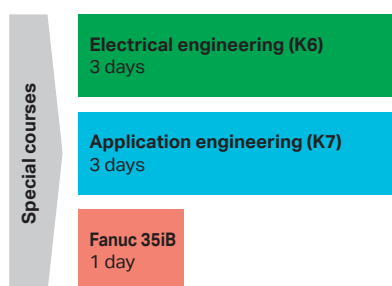 Special courses
Electrical engineering (K6)
3 days
Application engineering (K7)
3 days
Fanuc 35iB
1 day